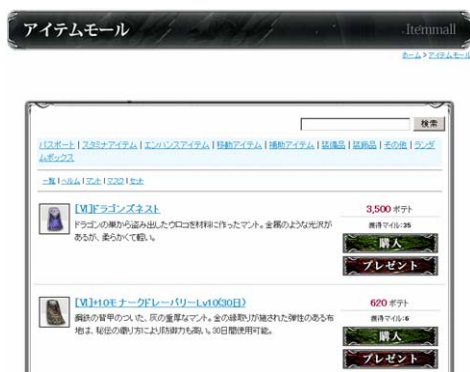 アイテムモール
Itemmall
ホーム > アイテムモール
検索
パスポート | スタミナアイテム | エンハンスアイテム | 移動アイテム | 補助アイテム | 装備品 | 装飾品 | その他 | ランダ
ムボックス
一覧 | ヘルム | マント | マスク | セット
[VI]ドラゴンズネスト
3,500 ポテト
ドラゴンの巣から盗み出したウロコを材料に作ったマント。金属のような光沢が
あるが、柔らかくて軽い。
獲得マイル:35
購入
プレゼント
[VI]+10モナークドレーパリーLv10(30日)
620 ポテト
鋼鉄の背甲のついた、灰の重厚なマント。金の縁取りが施された弾性のある布
地は、秘伝の織り方により防御力も高い。30日間使用可能。
獲得マイル:6
購入
プレゼント